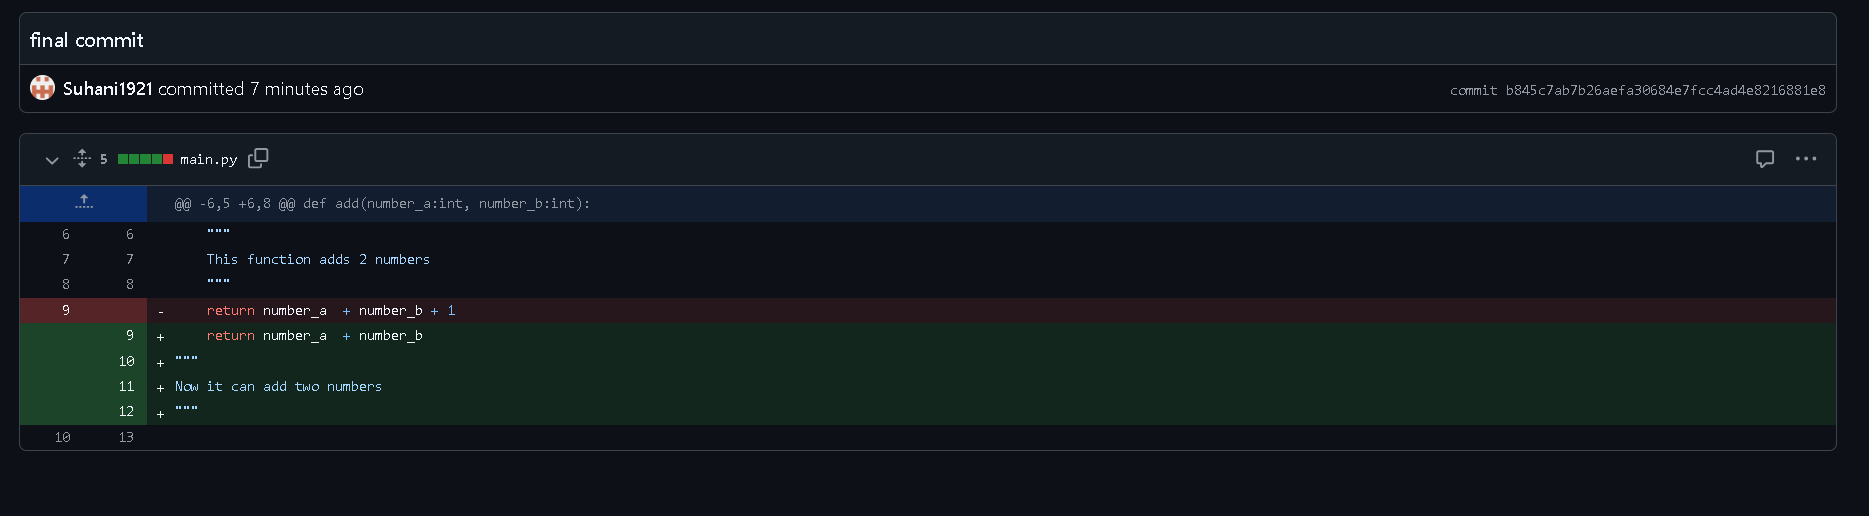 final commit
Suhani1921 committed 7 minutes ago commit b845c7ab7b26aefa30684e7fcc4ad4e8216881e8
5 main.py
@@ -6,5 +6,8 @@ def add(number_a:int, number_b:int):
6 6 """
7 7 This function adds 2 numbers
8 8 """
9 - return number_a  + number_b + 1
9 + return number_a  + number_b
10 + """
11 + Now it can add two numbers
12 + """
10 13